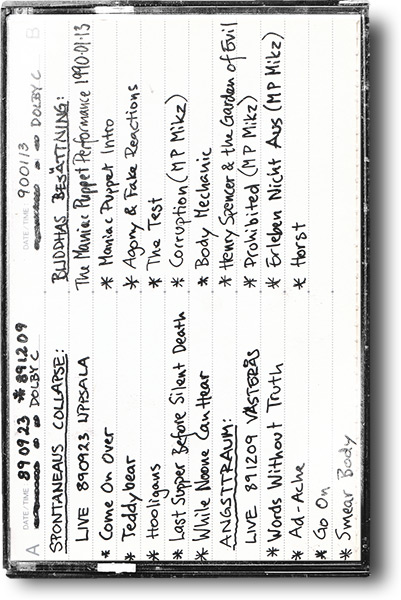 A
DATE/TIME 890923 * 891209
DOLBY C
SPONTANEAUS COLLAPSE:
LIVE 890923 UPPSALA
* Come On Over
* Teddybear
* Hooligans
* Last Supper Before Silent Death
* While Noone Can Hear
ANGSTTRAUM:
LIVE 891209 VÄSTERÅS
* Words Without Truth
* Ad-Ache
* Go On
* Smear Body
B
DATE/TIME 900113
DOLBY C
BUDDHAS BESÄTTNING:
The Maniac Puppet Performance 1990-01-13
* Maniac Puppet Intro
* Agony & Fake Reactions
* The Test
* Corruption (MP Mikz)
* Body Mechanic
* Henry Spencer & the Garden of Evil
* Prohibited (MP Mikz)
* Erleben Nicht Aus (MP Mikz)
* Horst